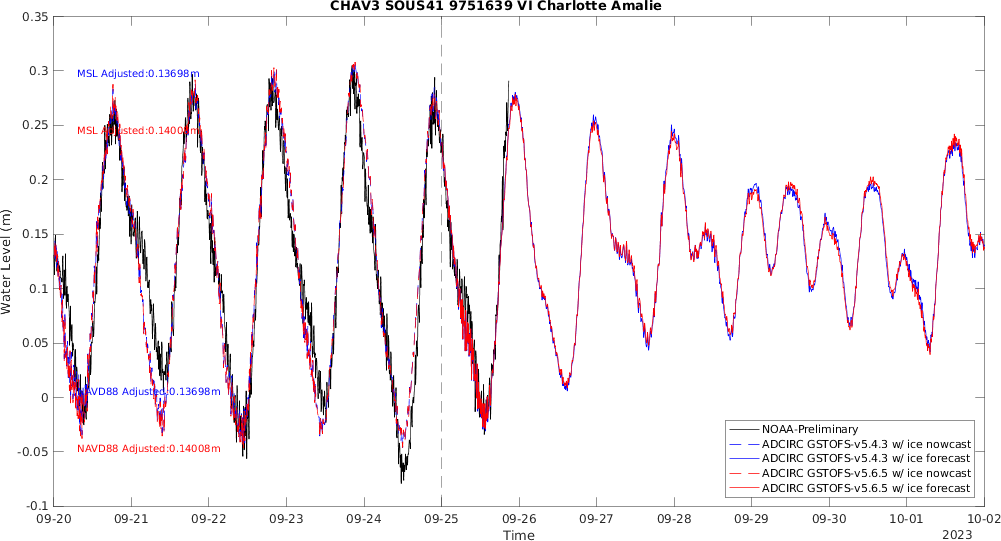 CHAV3 SOUS41 9751639 VI Charlotte Amalie
0.35
0.3
0.25
0.2
0.15
0.1
0.05
0
-0.05
-0.1
Water Level (m)
MSL Adjusted:0.13698m
MSL Adjusted:0.14008m
NAVD88 Adjusted:0.13698m
NAVD88 Adjusted:0.14008m
NOAA-Preliminary
ADCIRC GSTOFS-v5.4.3 w/ ice nowcast
ADCIRC GSTOFS-v5.4.3 w/ ice forecast
ADCIRC GSTOFS-v5.6.5 w/ ice nowcast
ADCIRC GSTOFS-v5.6.5 w/ ice forecast
09-20 09-21 09-22 09-23 09-24 09-25 09-26 09-27 09-28 09-29 09-30 10-01 10-02
Time
2023